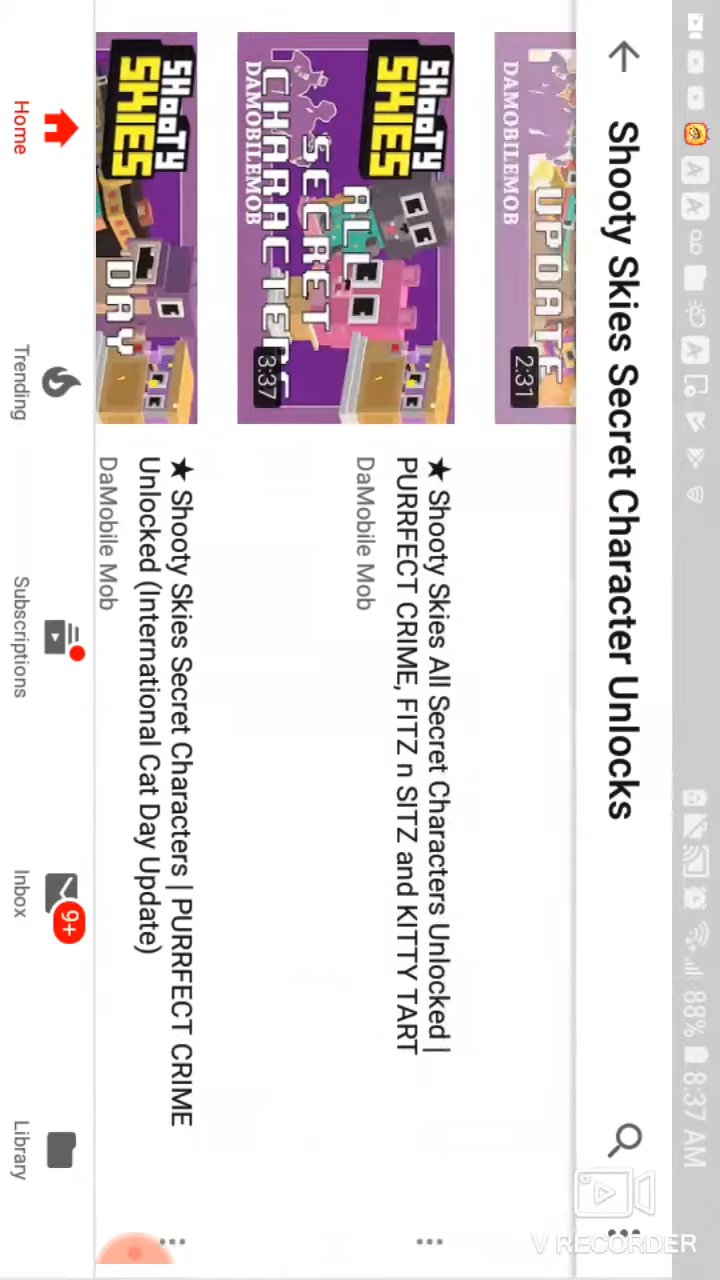 88% 8:37 AM
Shooty Skies Secret Character Unlocks
UPDATE
DAMOBILEMOB
2:31
SHOOTY
SKIES
ALL
SECRET
DAMOBILEMOB
3:37
★ Shooty Skies All Secret Characters Unlocked |
PURRFECT CRIME, FITZ n SITZ and KITTY TART
DaMobile Mob
SHOOTY
SKIES
DAY
★ Shooty Skies Secret Characters | PURRFECT CRIME
Unlocked (International Cat Day Update)
DaMobile Mob
9+
Home
Trending
Subscriptions
Inbox
Library
V RECORDER